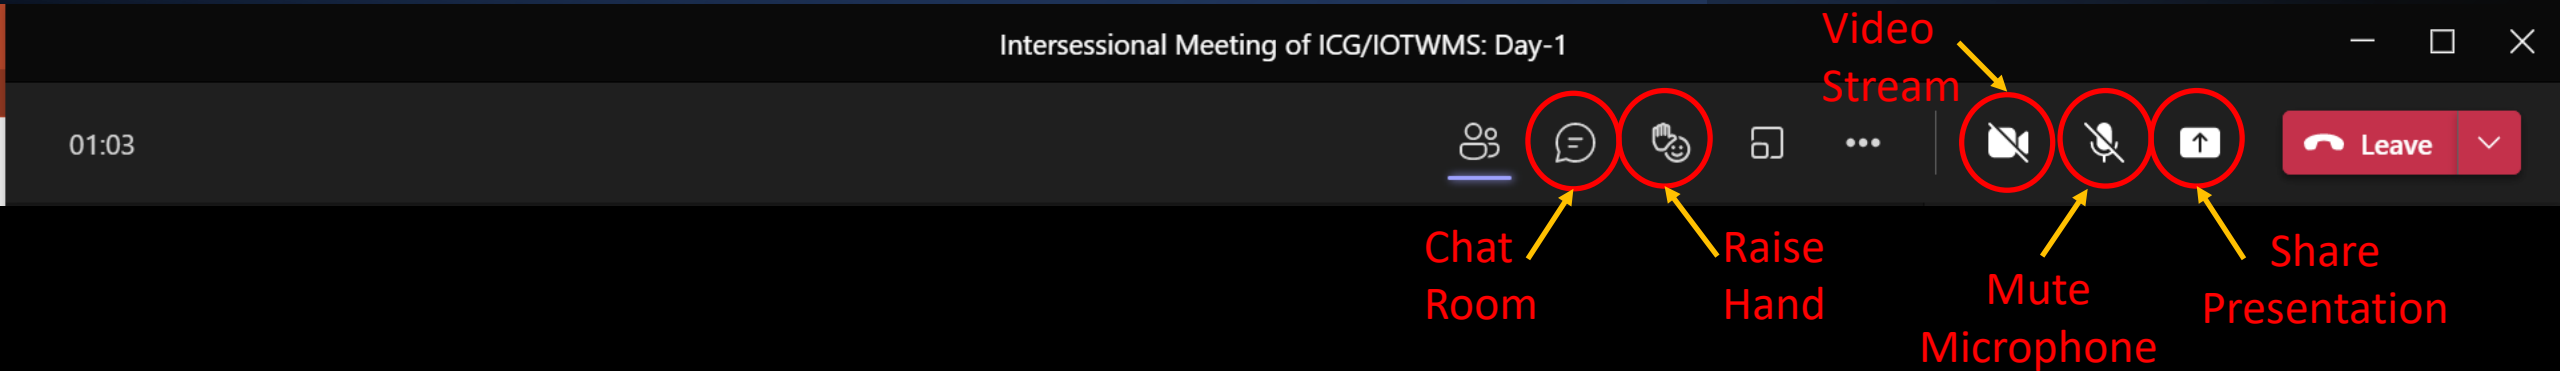 Intersessional Meeting of ICG/IOTWMS: Day-1
Video
Stream
01:03
Leave
Chat
Room
Raise
Hand
Mute
Microphone
Share
Presentation